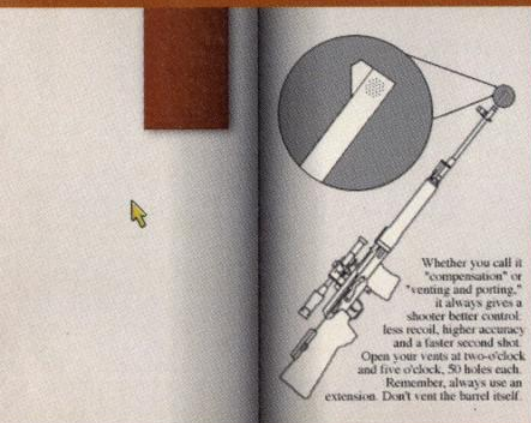 Whether you call it
"compensation" or
"venting and porting,"
it always gives a
shooter better control:
less recoil, higher accuracy
and a faster second shot.
Open your vents at two-o'clock
and five o'clock, 50 holes each.
Remember, always use an
extension. Don't vent the barrel itself.